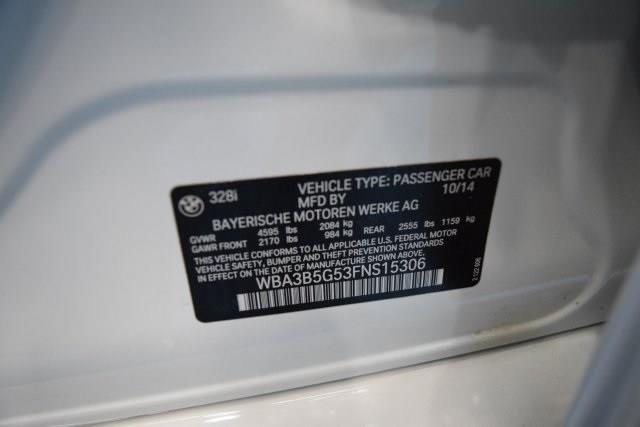 328i VEHICLE TYPE: PASSENGER CAR
MFD BY 10/14
BAYERISCHE MOTOREN WERKE AG
GVWR 4595 lbs 2084 kg
GAWR FRONT 2170 lbs 984 kg REAR 2555 lbs 1159 kg
THIS VEHICLE CONFORMS TO ALL APPLICABLE U.S. FEDERAL MOTOR
VEHICLE SAFETY, BUMPER AND THEFT PREVENTION STANDARDS
IN EFFECT ON THE DATE OF MANUFACTURE SHOWN ABOVE.
WBA3B5G53FNS15306